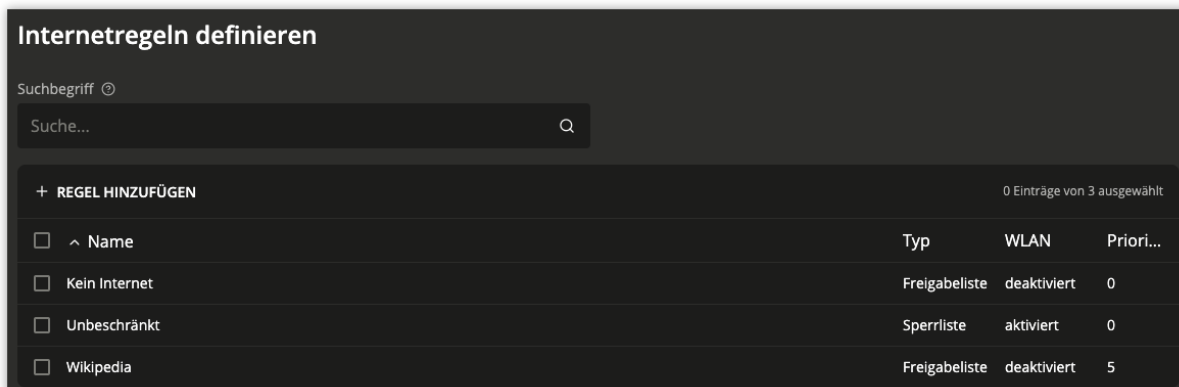 Internetregeln definieren
Suchbegriff
Suche...
+ REGEL HINZUFÜGEN 0 Einträge von 3 ausgewählt
Name Typ WLAN Priori...
Kein Internet Freigabeliste deaktiviert 0
Unbeschränkt Sperrliste aktiviert 0
Wikipedia Freigabeliste deaktiviert 5